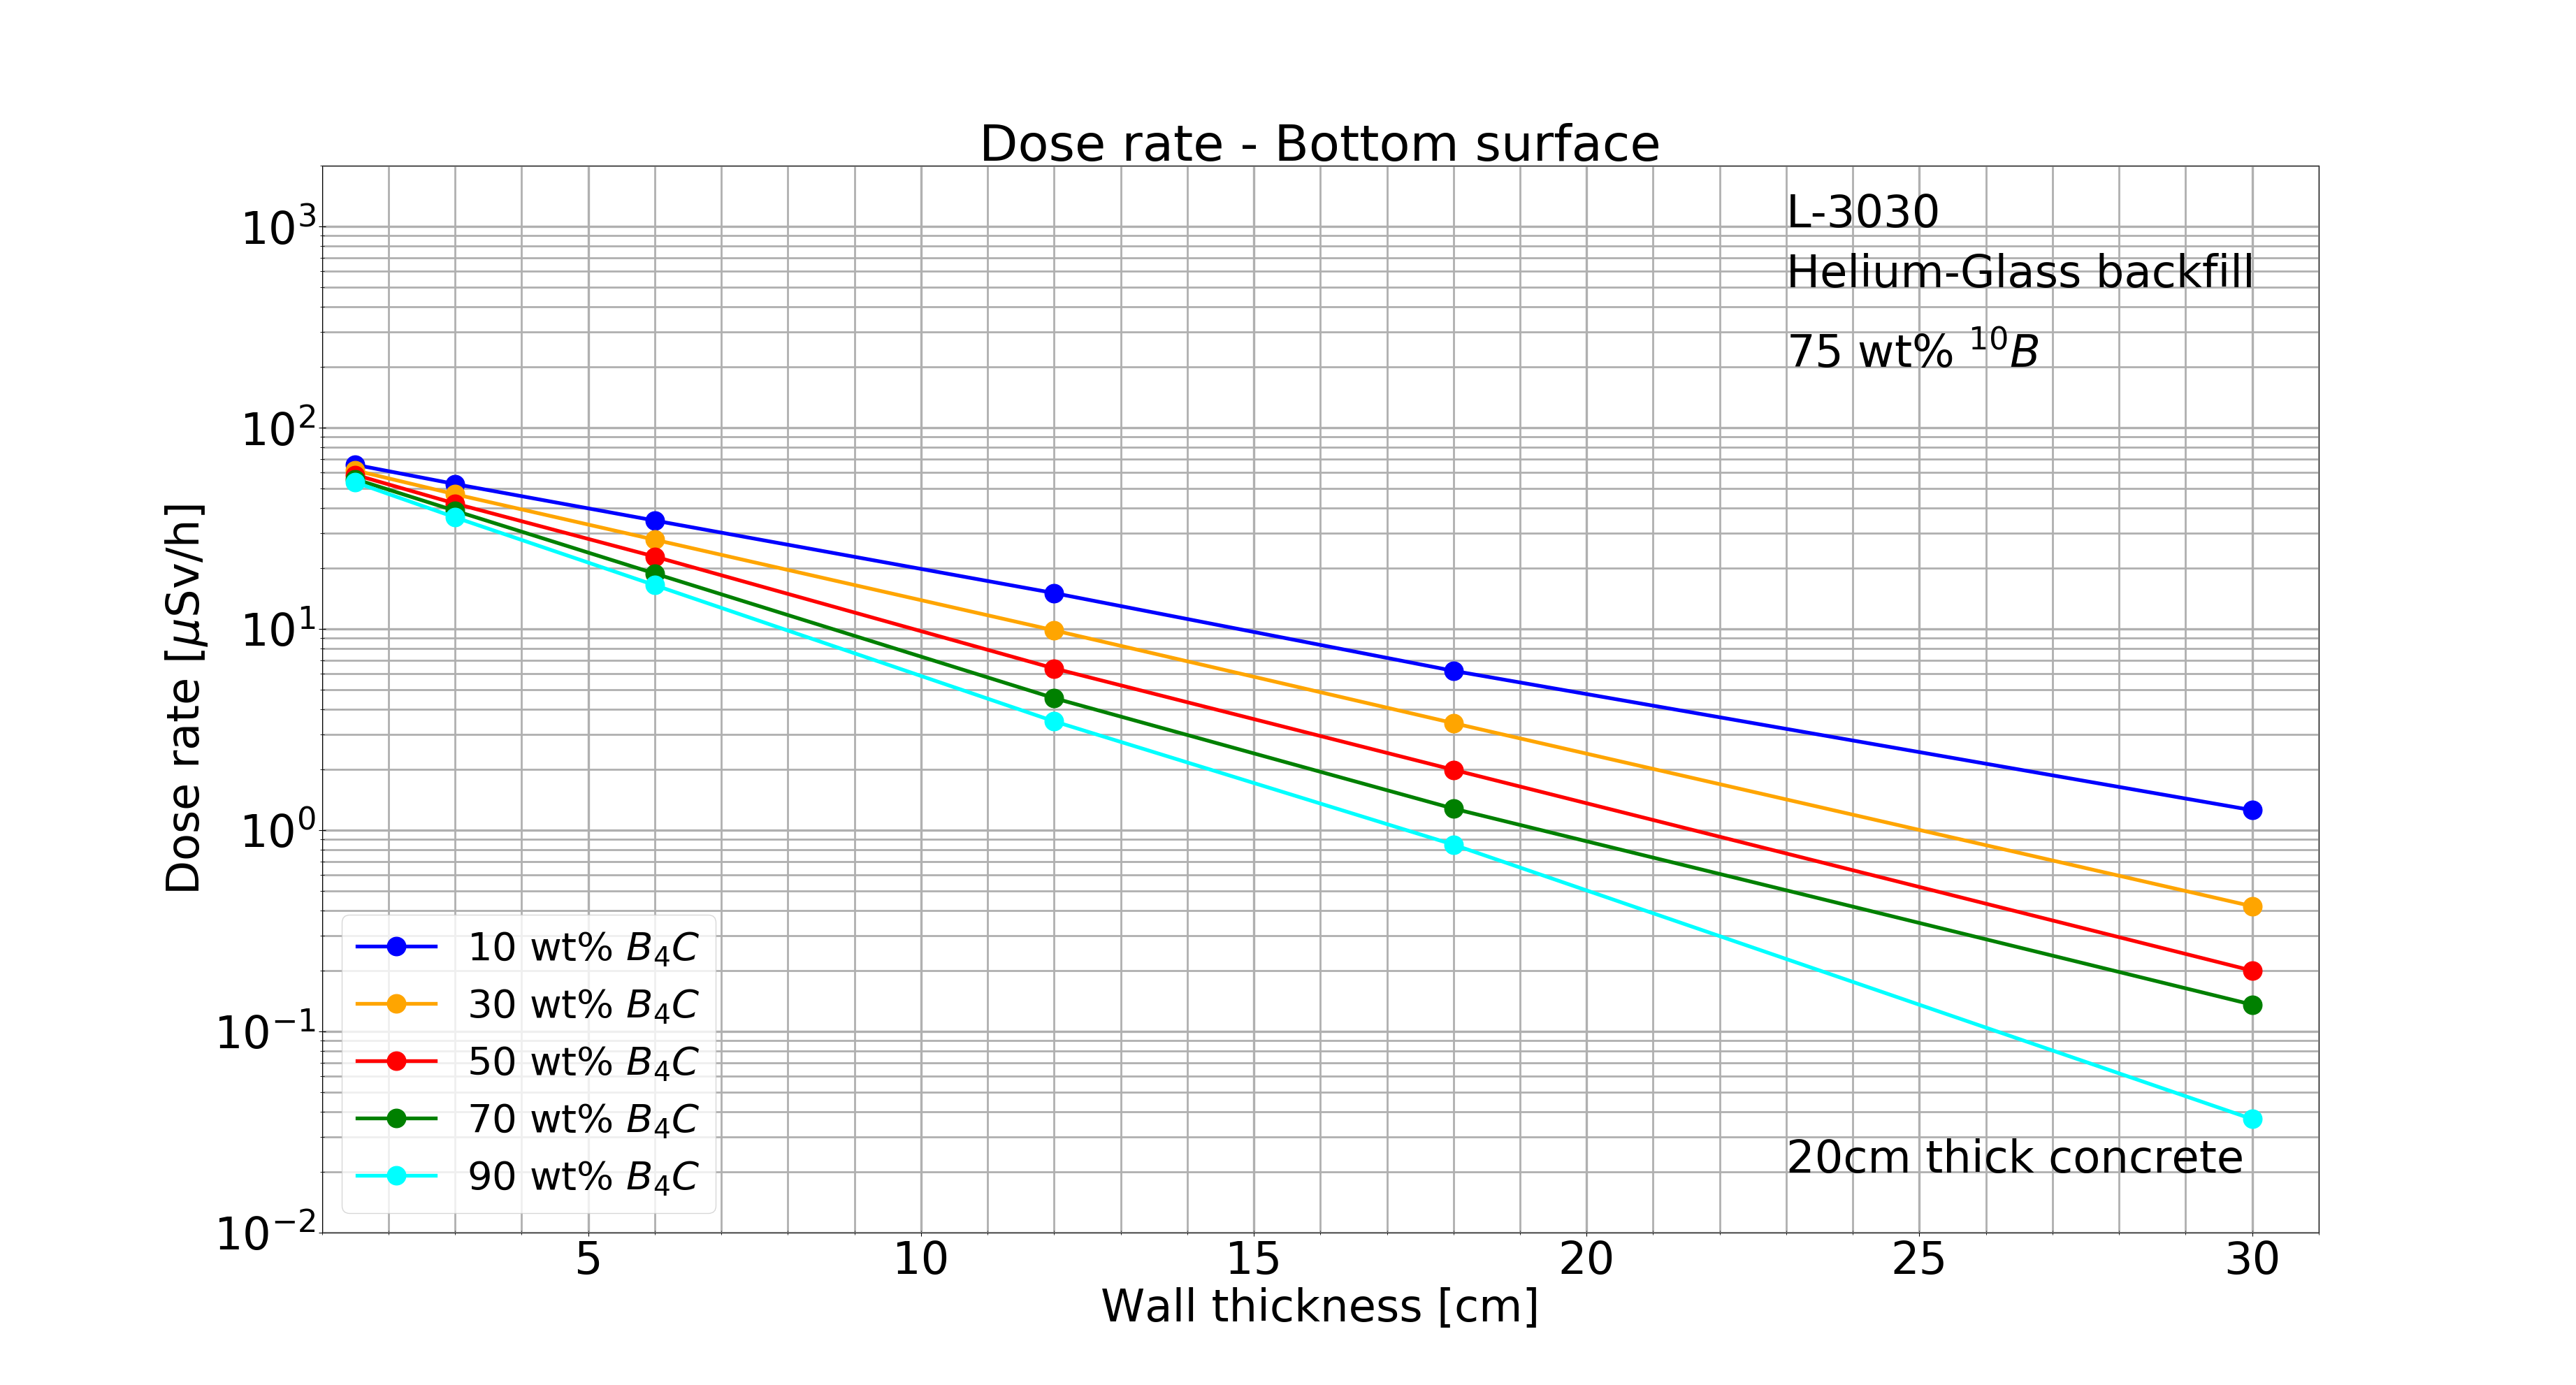 Dose rate - Bottom surface
L-3030
Helium-Glass backfill
75 wt% ¹⁰B
10³
10²
10¹
10⁰
10⁻¹
10⁻²
Dose rate [μSv/h]
10 wt% B₄C
30 wt% B₄C
50 wt% B₄C
70 wt% B₄C
90 wt% B₄C
20cm thick concrete
5 10 15 20 25 30
Wall thickness [cm]